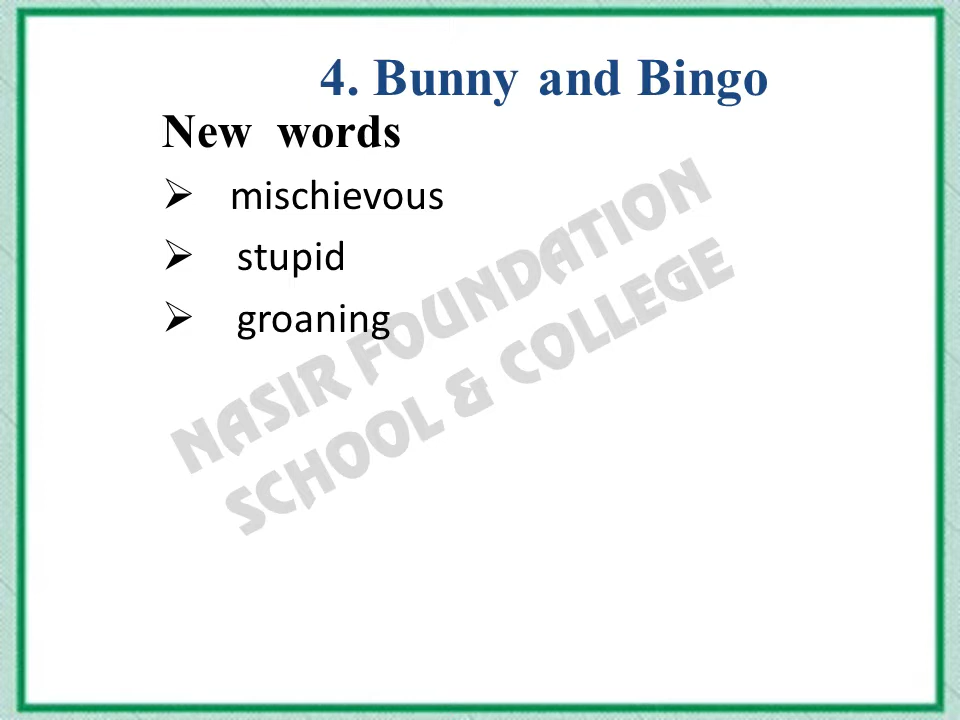 4. Bunny and Bingo
New words
➢ mischievous
➢ stupid
➢ groaning
NASIR FOUNDATION
SCHOOL & COLLEGE